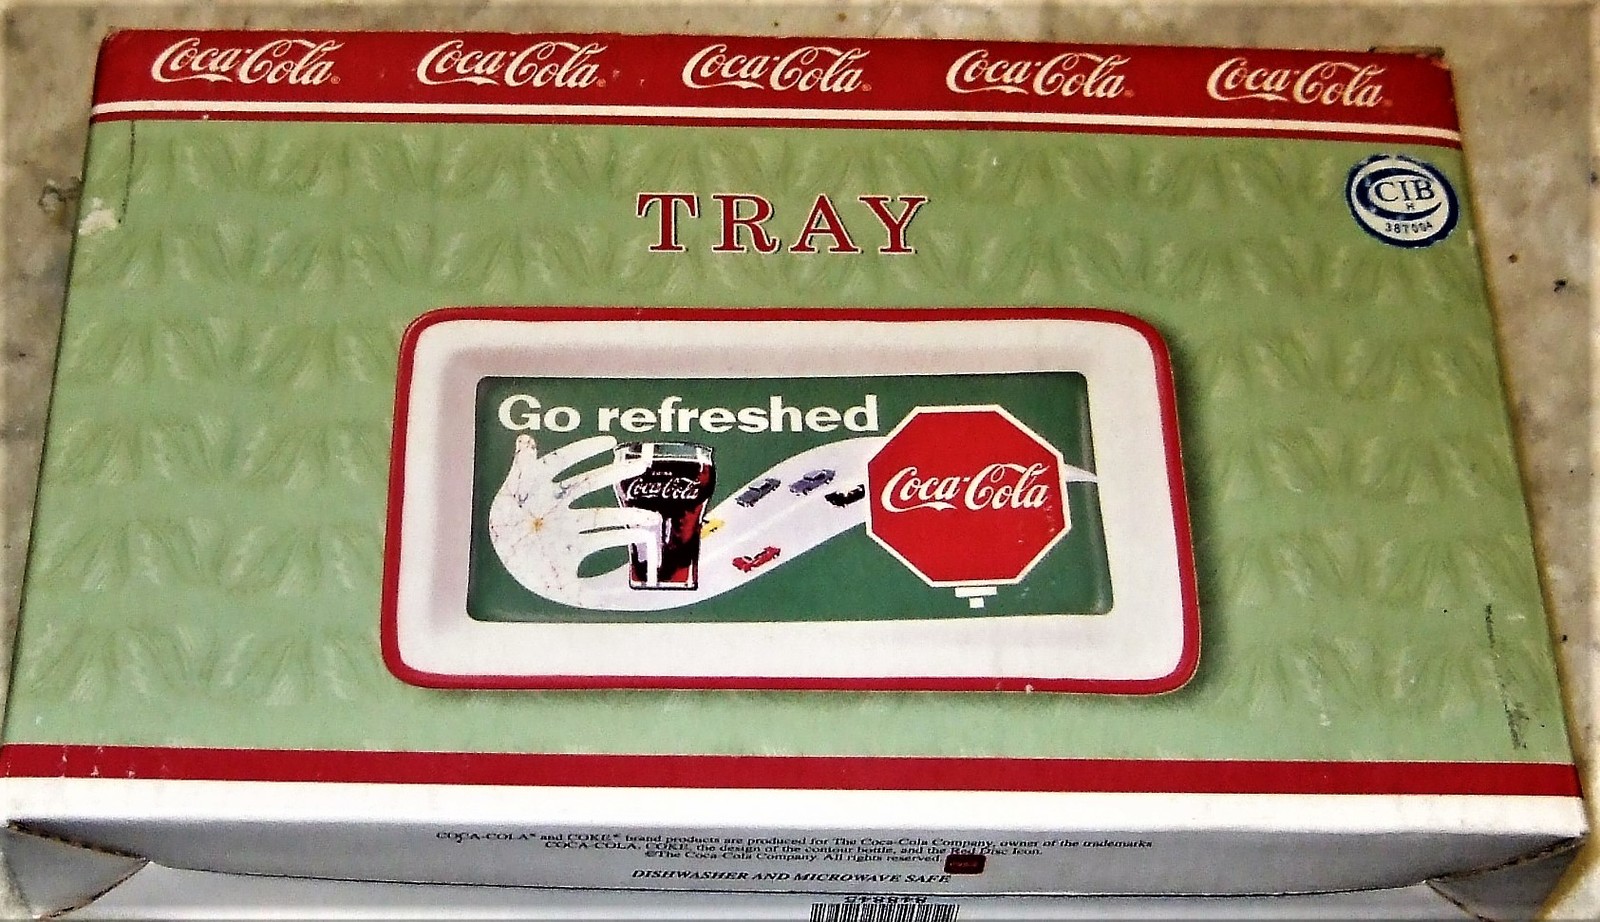 Coca-Cola® Coca-Cola® Coca-Cola® Coca-Cola® Coca-Cola®
TRAY
CIB
H
387004
Go refreshed
Coca-Cola
Coca-Cola
COCA-COLA® and COKE® brand products are produced for The Coca-Cola Company, owner of the trademarks
COCA-COLA, COKE, the design of the contour bottle, and the Red Disc Icon.
©The Coca-Cola Company. All rights reserved.
DISHWASHER AND MICROWAVE SAFE